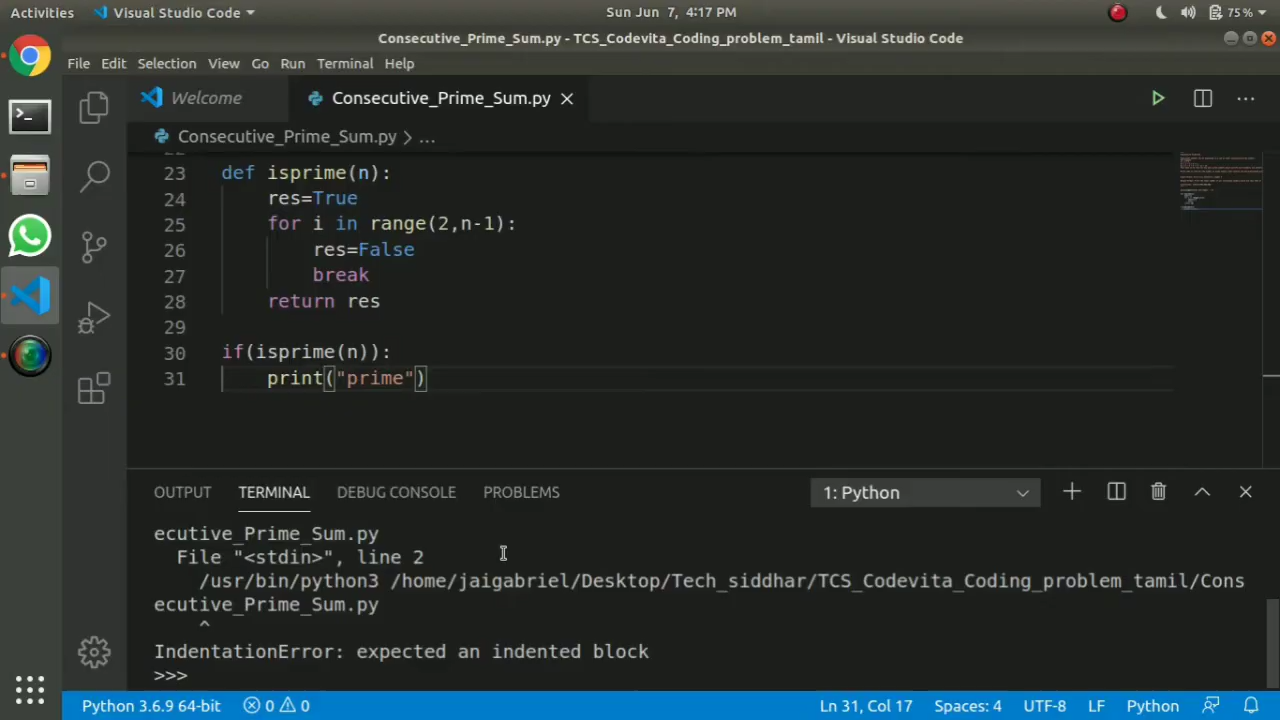 Activities Visual Studio Code Sun Jun 7, 4:17 PM 75%
Consecutive_Prime_Sum.py - TCS_Codevita_Coding_problem_tamil - Visual Studio Code
File Edit Selection View Go Run Terminal Help
Welcome Consecutive_Prime_Sum.py
Consecutive_Prime_Sum.py > ...
23 def isprime(n):
24 res=True
25 for i in range(2,n-1):
26 res=False
27 break
28 return res
29
30 if(isprime(n)):
31 print("prime")
OUTPUT TERMINAL DEBUG CONSOLE PROBLEMS 1: Python
ecutive_Prime_Sum.py
File "<stdin>", line 2
/usr/bin/python3 /home/jaigabriel/Desktop/Tech_siddhar/TCS_Codevita_Coding_problem_tamil/Cons
ecutive_Prime_Sum.py
^
IndentationError: expected an indented block
>>>
Python 3.6.9 64-bit 0 0 Ln 31, Col 17 Spaces: 4 UTF-8 LF Python